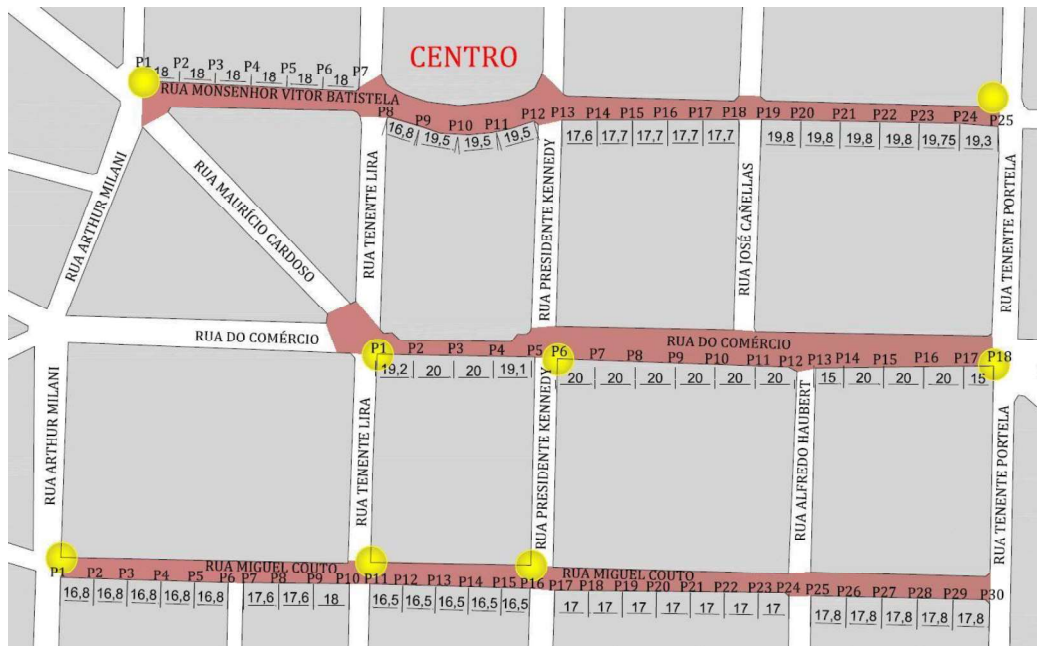 CENTRO
P1 P2 P3 P4 P5 P6 P7
18 18 18 18 18 18
RUA MONSENHOR VITOR BATISTELA
P8 P9 P10 P11 P12 P13 P14 P15 P16 P17 P18 P19 P20 P21 P22 P23 P24 P25
16,8 19,5 19,5 19,5 17,6 17,7 17,7 17,7 17,7 19,8 19,8 19,8 19,8 19,75 19,3
RUA ARTHUR MILANI
RUA MAURÍCIO CARDOSO
RUA TENENTE LIRA
RUA PRESIDENTE KENNEDY
RUA JOSÉ CAÑELLAS
RUA TENENTE PORTELA
RUA DO COMÉRCIO
RUA DO COMÉRCIO
P1 P2 P3 P4 P5 P6 P7 P8 P9 P10 P11 P12 P13 P14 P15 P16 P17 P18
19,2 20 20 19,1 20 20 20 20 20 20 15 20 20 15
RUA ARTHUR MILANI
RUA TENENTE LIRA
RUA PRESIDENTE KENNEDY
RUA ALFREDO HAUBERT
RUA TENENTE PORTELA
RUA MIGUEL COUTO
RUA MIGUEL COUTO
P1 P2 P3 P4 P5 P6 P7 P8 P9 P10 P11 P12 P13 P14 P15 P16 P17 P18 P19 P20 P21 P22 P23 P24 P25 P26 P27 P28 P29 P30
16,8 16,8 16,8 16,8 16,8 17,6 17,6 18 16,5 16,5 16,5 16,5 16,5 17 17 17 17 17 17 17 17,8 17,8 17,8 17,8 17,8